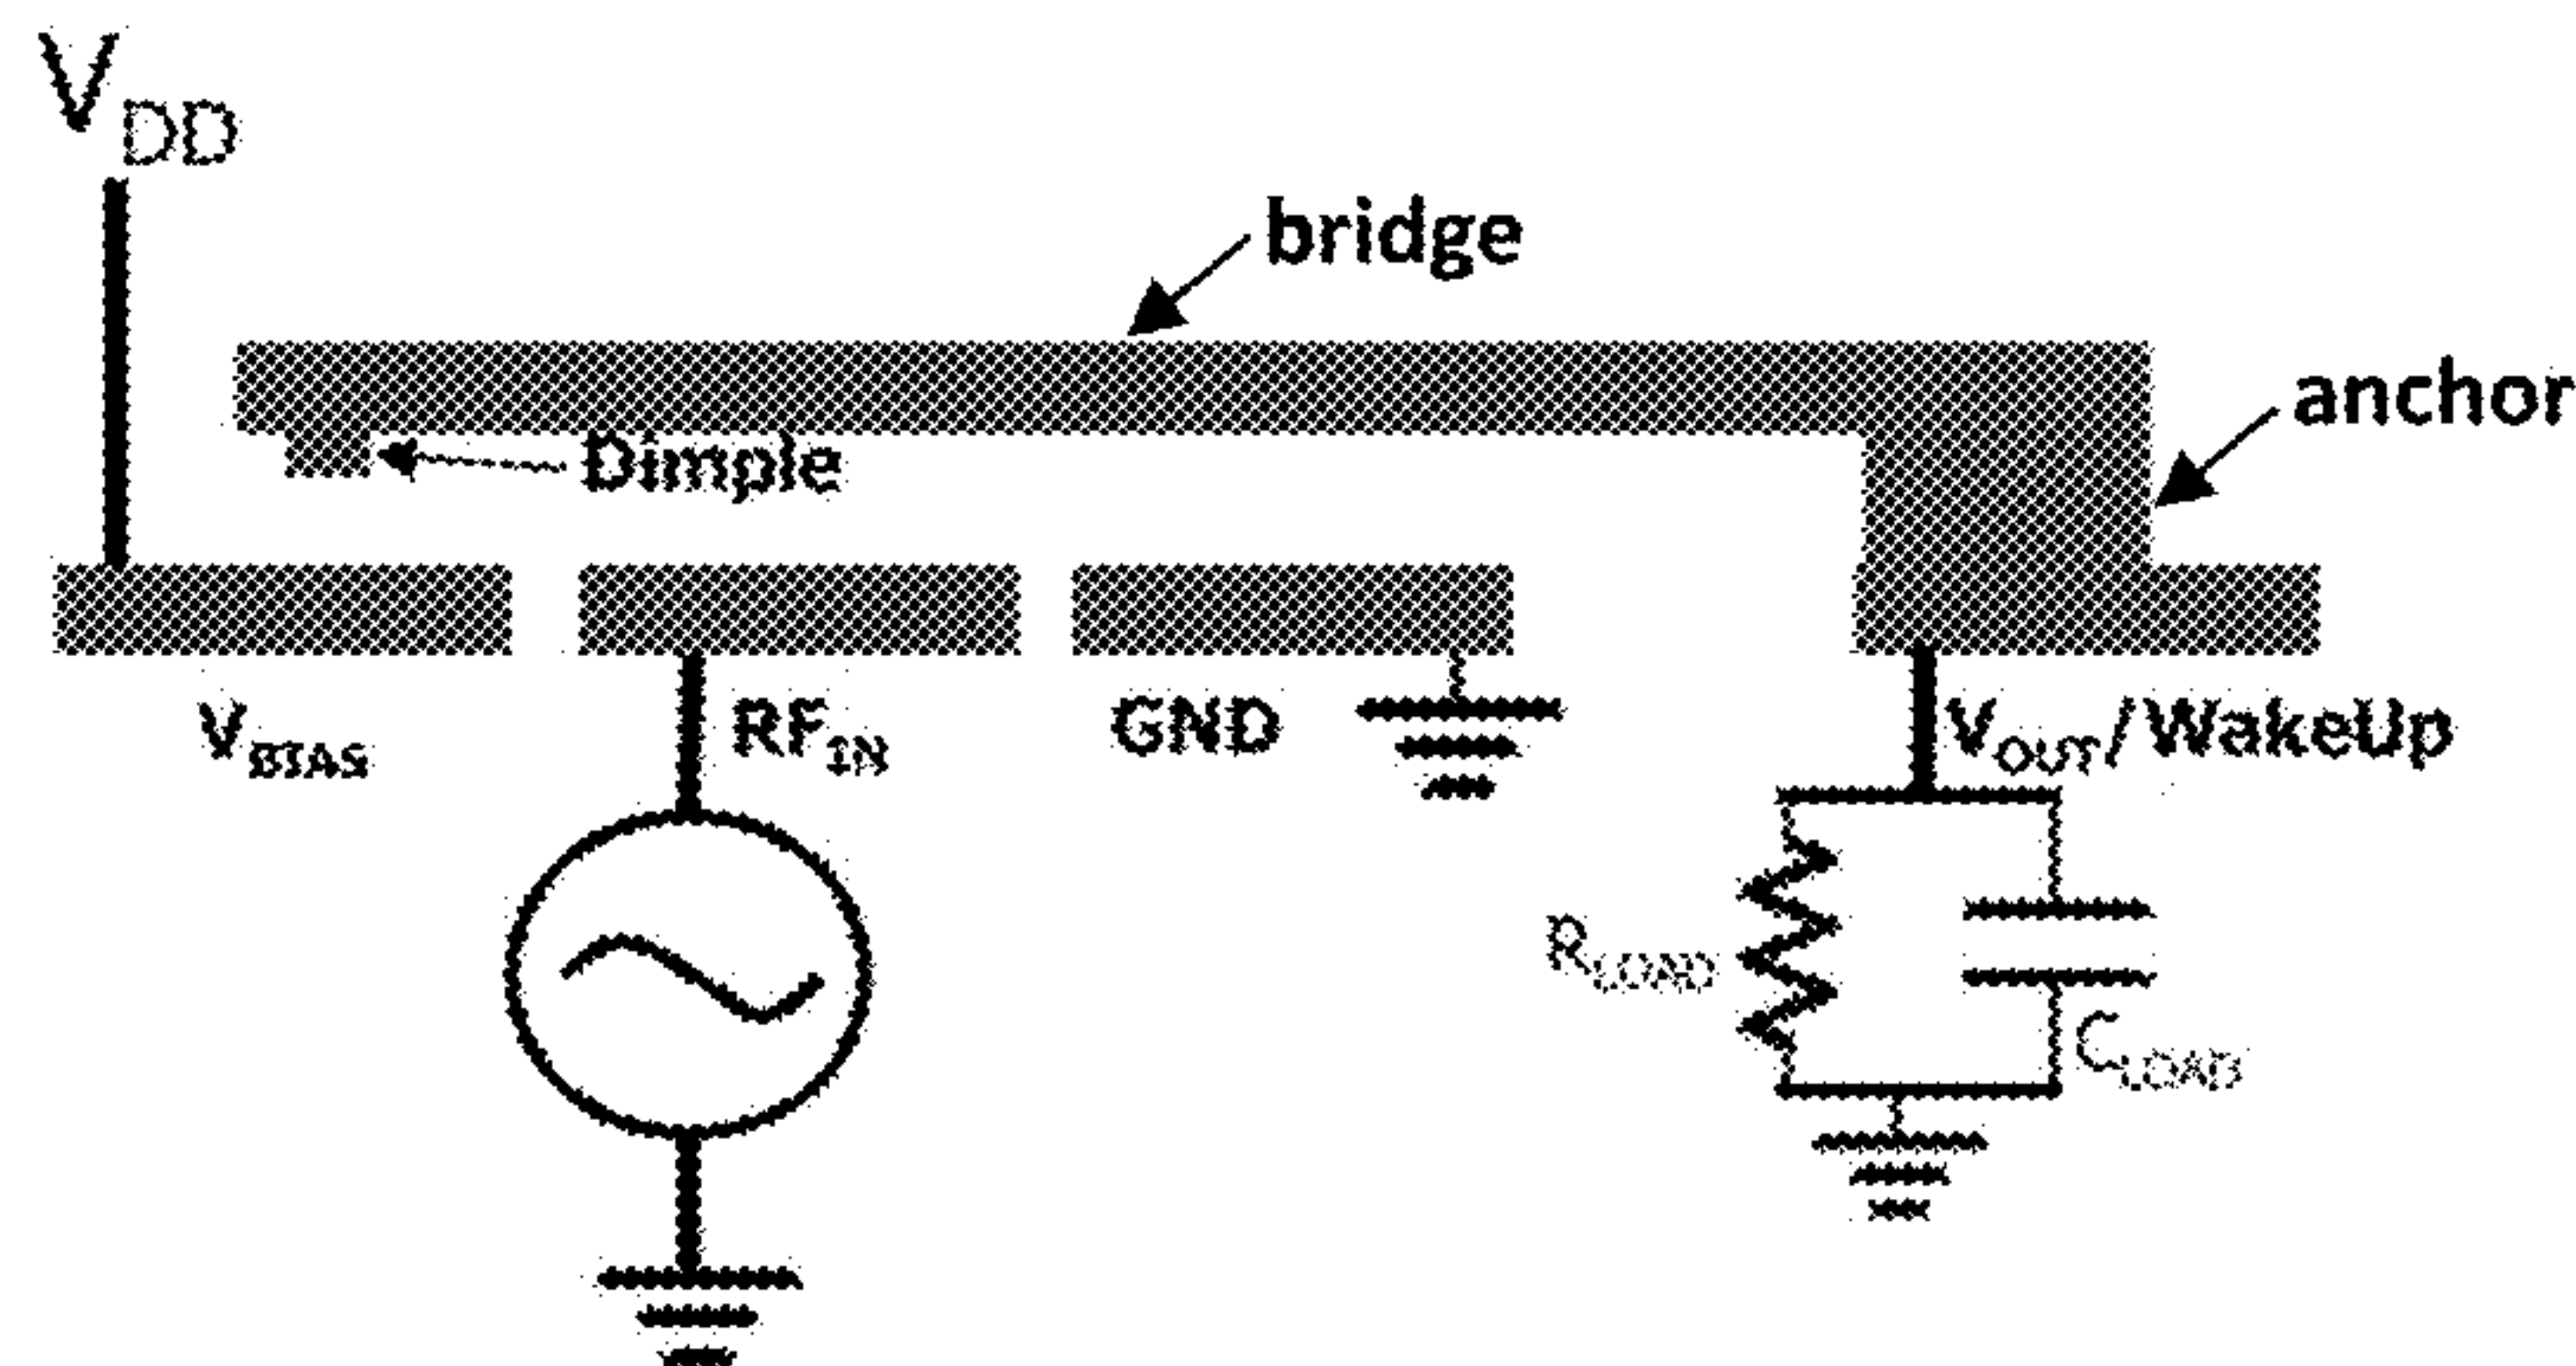 VDD
bridge
anchor
Dimple
VBIAS
RFIN
GND
VOUT/WakeUp
RLOAD
CLOAD